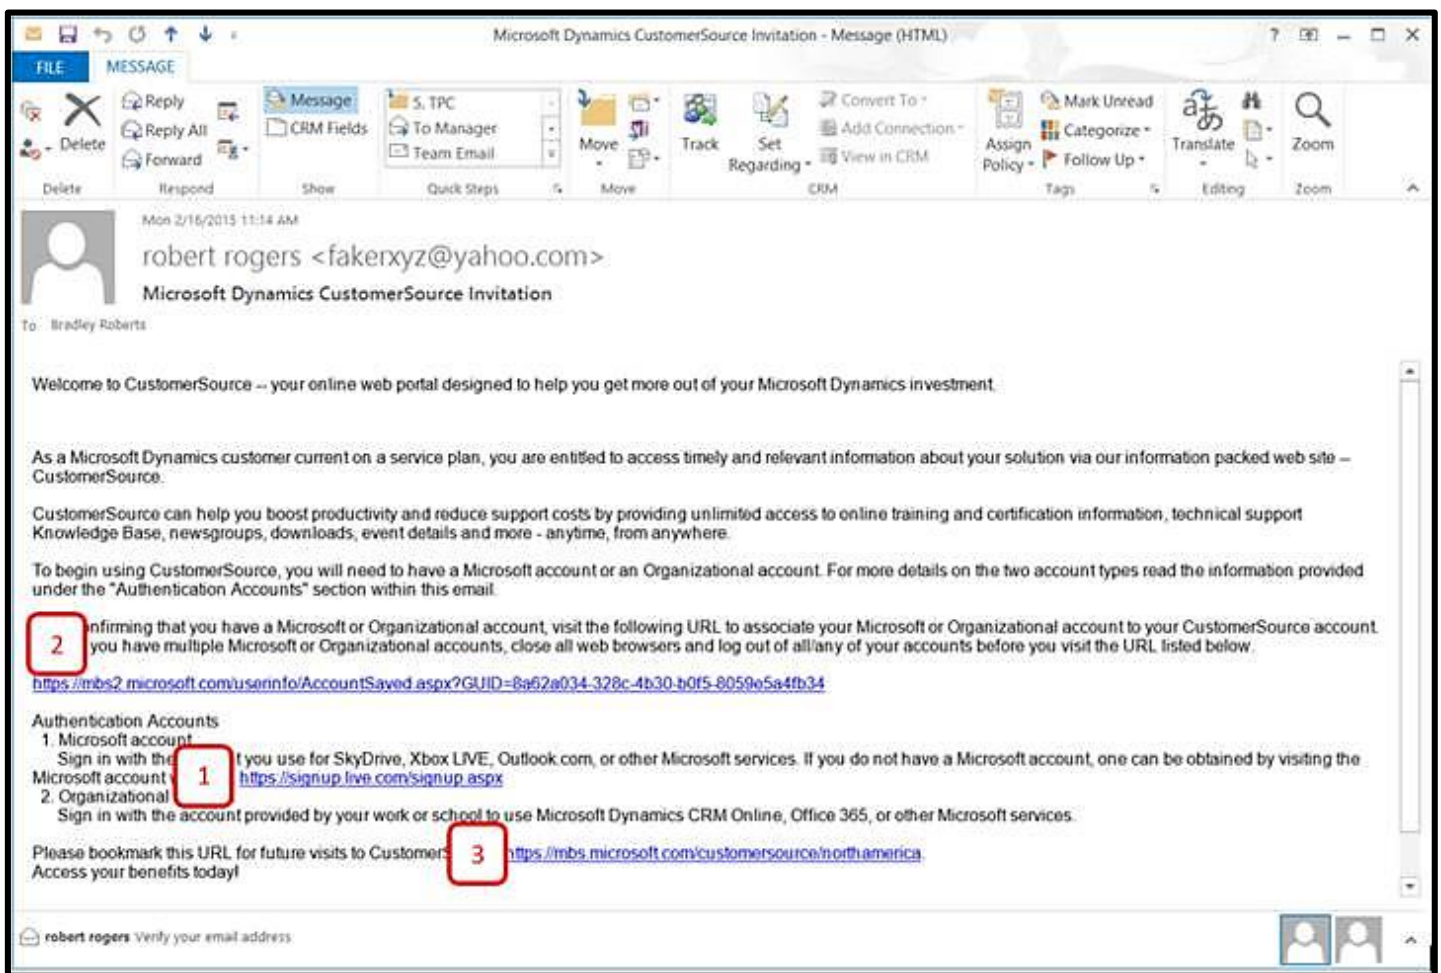 Microsoft Dynamics CustomerSource Invitation - Message (HTML)
FILE MESSAGE
Delete
Reply
Reply All
Forward
Message
CRM Fields
S. TPC
To Manager
Team Email
Move
Track
Set Regarding
Convert To
Add Connection
View in CRM
Assign Policy
Mark Unread
Categorize
Follow Up
Translate
Zoom
Delete Respond Show Quick Steps Move CRM Tags Editing Zoom
Mon 2/16/2015 11:14 AM
robert rogers <fakerxyz@yahoo.com>
Microsoft Dynamics CustomerSource Invitation
To Bradley Roberts
Welcome to CustomerSource -- your online web portal designed to help you get more out of your Microsoft Dynamics investment.
As a Microsoft Dynamics customer current on a service plan, you are entitled to access timely and relevant information about your solution via our information packed web site --
CustomerSource.
CustomerSource can help you boost productivity and reduce support costs by providing unlimited access to online training and certification information, technical support
Knowledge Base, newsgroups, downloads, event details and more - anytime, from anywhere.
To begin using CustomerSource, you will need to have a Microsoft account or an Organizational account. For more details on the two account types read the information provided
under the "Authentication Accounts" section within this email.
2
onfirming that you have a Microsoft or Organizational account, visit the following URL to associate your Microsoft or Organizational account to your CustomerSource account.
you have multiple Microsoft or Organizational accounts, close all web browsers and log out of all/any of your accounts before you visit the URL listed below.
https://mbs2.microsoft.com/userinfo/AccountSaved.aspx?GUID=8a62a034-328c-4b30-b0f5-8059e5a4fb34
Authentication Accounts
1. Microsoft account
Sign in with the t you use for SkyDrive, Xbox LIVE, Outlook.com, or other Microsoft services. If you do not have a Microsoft account, one can be obtained by visiting the
Microsoft account 1 https://signup.live.com/signup.aspx
2. Organizational
Sign in with the account provided by your work or school to use Microsoft Dynamics CRM Online, Office 365, or other Microsoft services.
Please bookmark this URL for future visits to Customer 3 https://mbs.microsoft.com/customersource/northamerica.
Access your benefits today!
robert rogers Verify your email address